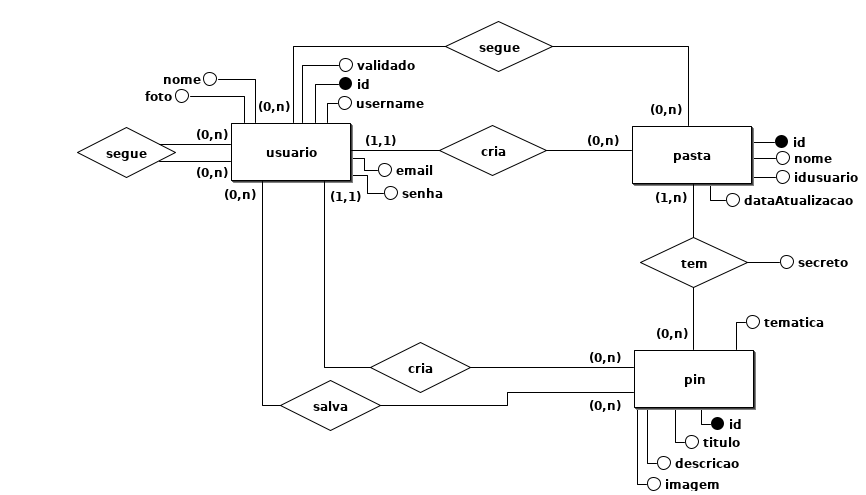 segue
validado
nome
id
foto
(0,n)
username
(0,n)
(0,n)
(1,1)
(0,n)
id
segue
usuario
cria
pasta
nome
(0,n)
email
idusuario
(0,n)
(1,1)
senha
(1,n)
dataAtualizacao
tem
secreto
tematica
(0,n)
(0,n)
cria
pin
salva
(0,n)
id
titulo
descricao
imagem